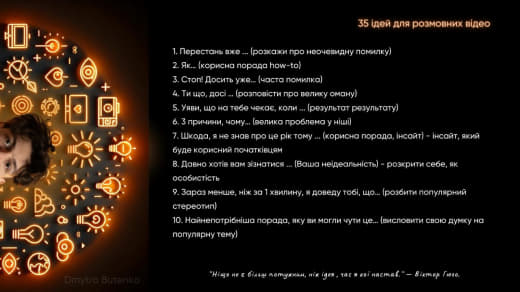 35 ідей для розмовних відео
1. Перестань вже ... (розкажи про неочевидну помилку)
2. Як... (корисна порада how-to)
3. Стоп! Досить уже... (часта помилка)
4. Ти що, досі ... (розповісти про велику оману)
5. Уяви, що на тебе чекає, коли ... (результат результату)
6. 3 причини, чому... (велика проблема у ніші)
7. Шкода, я не знав про це рік тому ... (корисна порада, інсайт) - інсайт, який
буде корисний початківцям
8. Давно хотів вам зізнатися ... (Ваша неідеальність) - розкрити себе, як
особистість
9. Зараз менше, ніж за 1 хвилину, я доведу тобі, що... (розбити популярний
стереотип)
10. Найнепотрібніша порада, яку ви могли чути це... (висловити свою думку на
популярну тему)
"Ніщо не є більш потужним, ніж ідея, час якої настав." — Віктор Гюго.
Dmytro Butenko